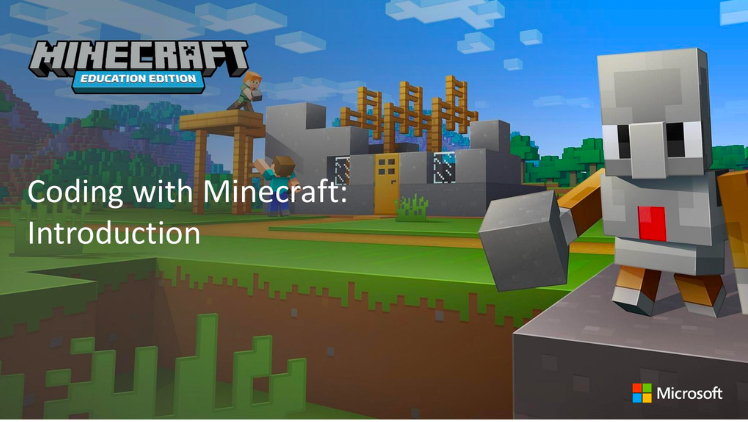 MINECRAFT
EDUCATION EDITION
Coding with Minecraft:
Introduction
Microsoft